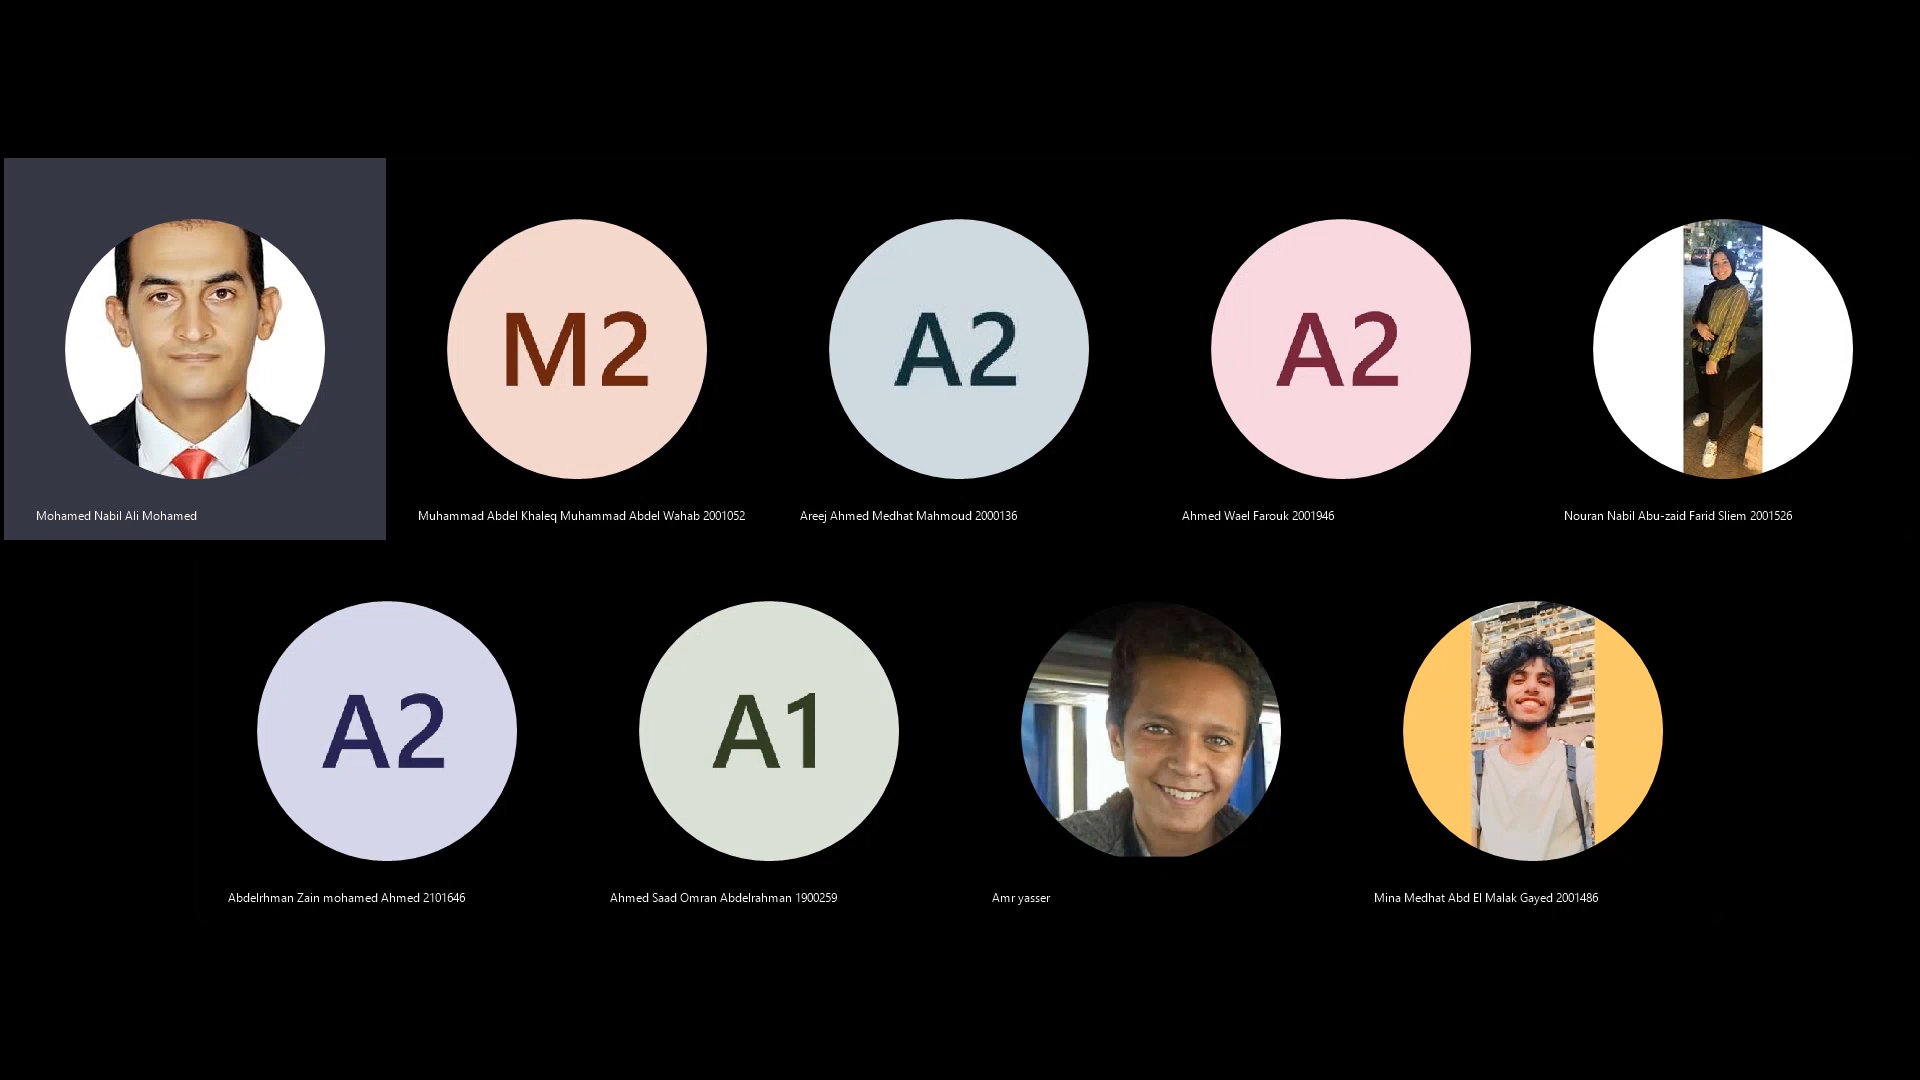 M2
A2
A2
Mohamed Nabil Ali Mohamed
Muhammad Abdel Khaleq Muhammad Abdel Wahab 2001052
Areej Ahmed Medhat Mahmoud 2000136
Ahmed Wael Farouk 2001946
Nouran Nabil Abu-zaid Farid Sliem 2001526
A2
A1
Abdelrhman Zain mohamed Ahmed 2101646
Ahmed Saad Omran Abdelrahman 1900259
Amr yasser
Mina Medhat Abd El Malak Gayed 2001486